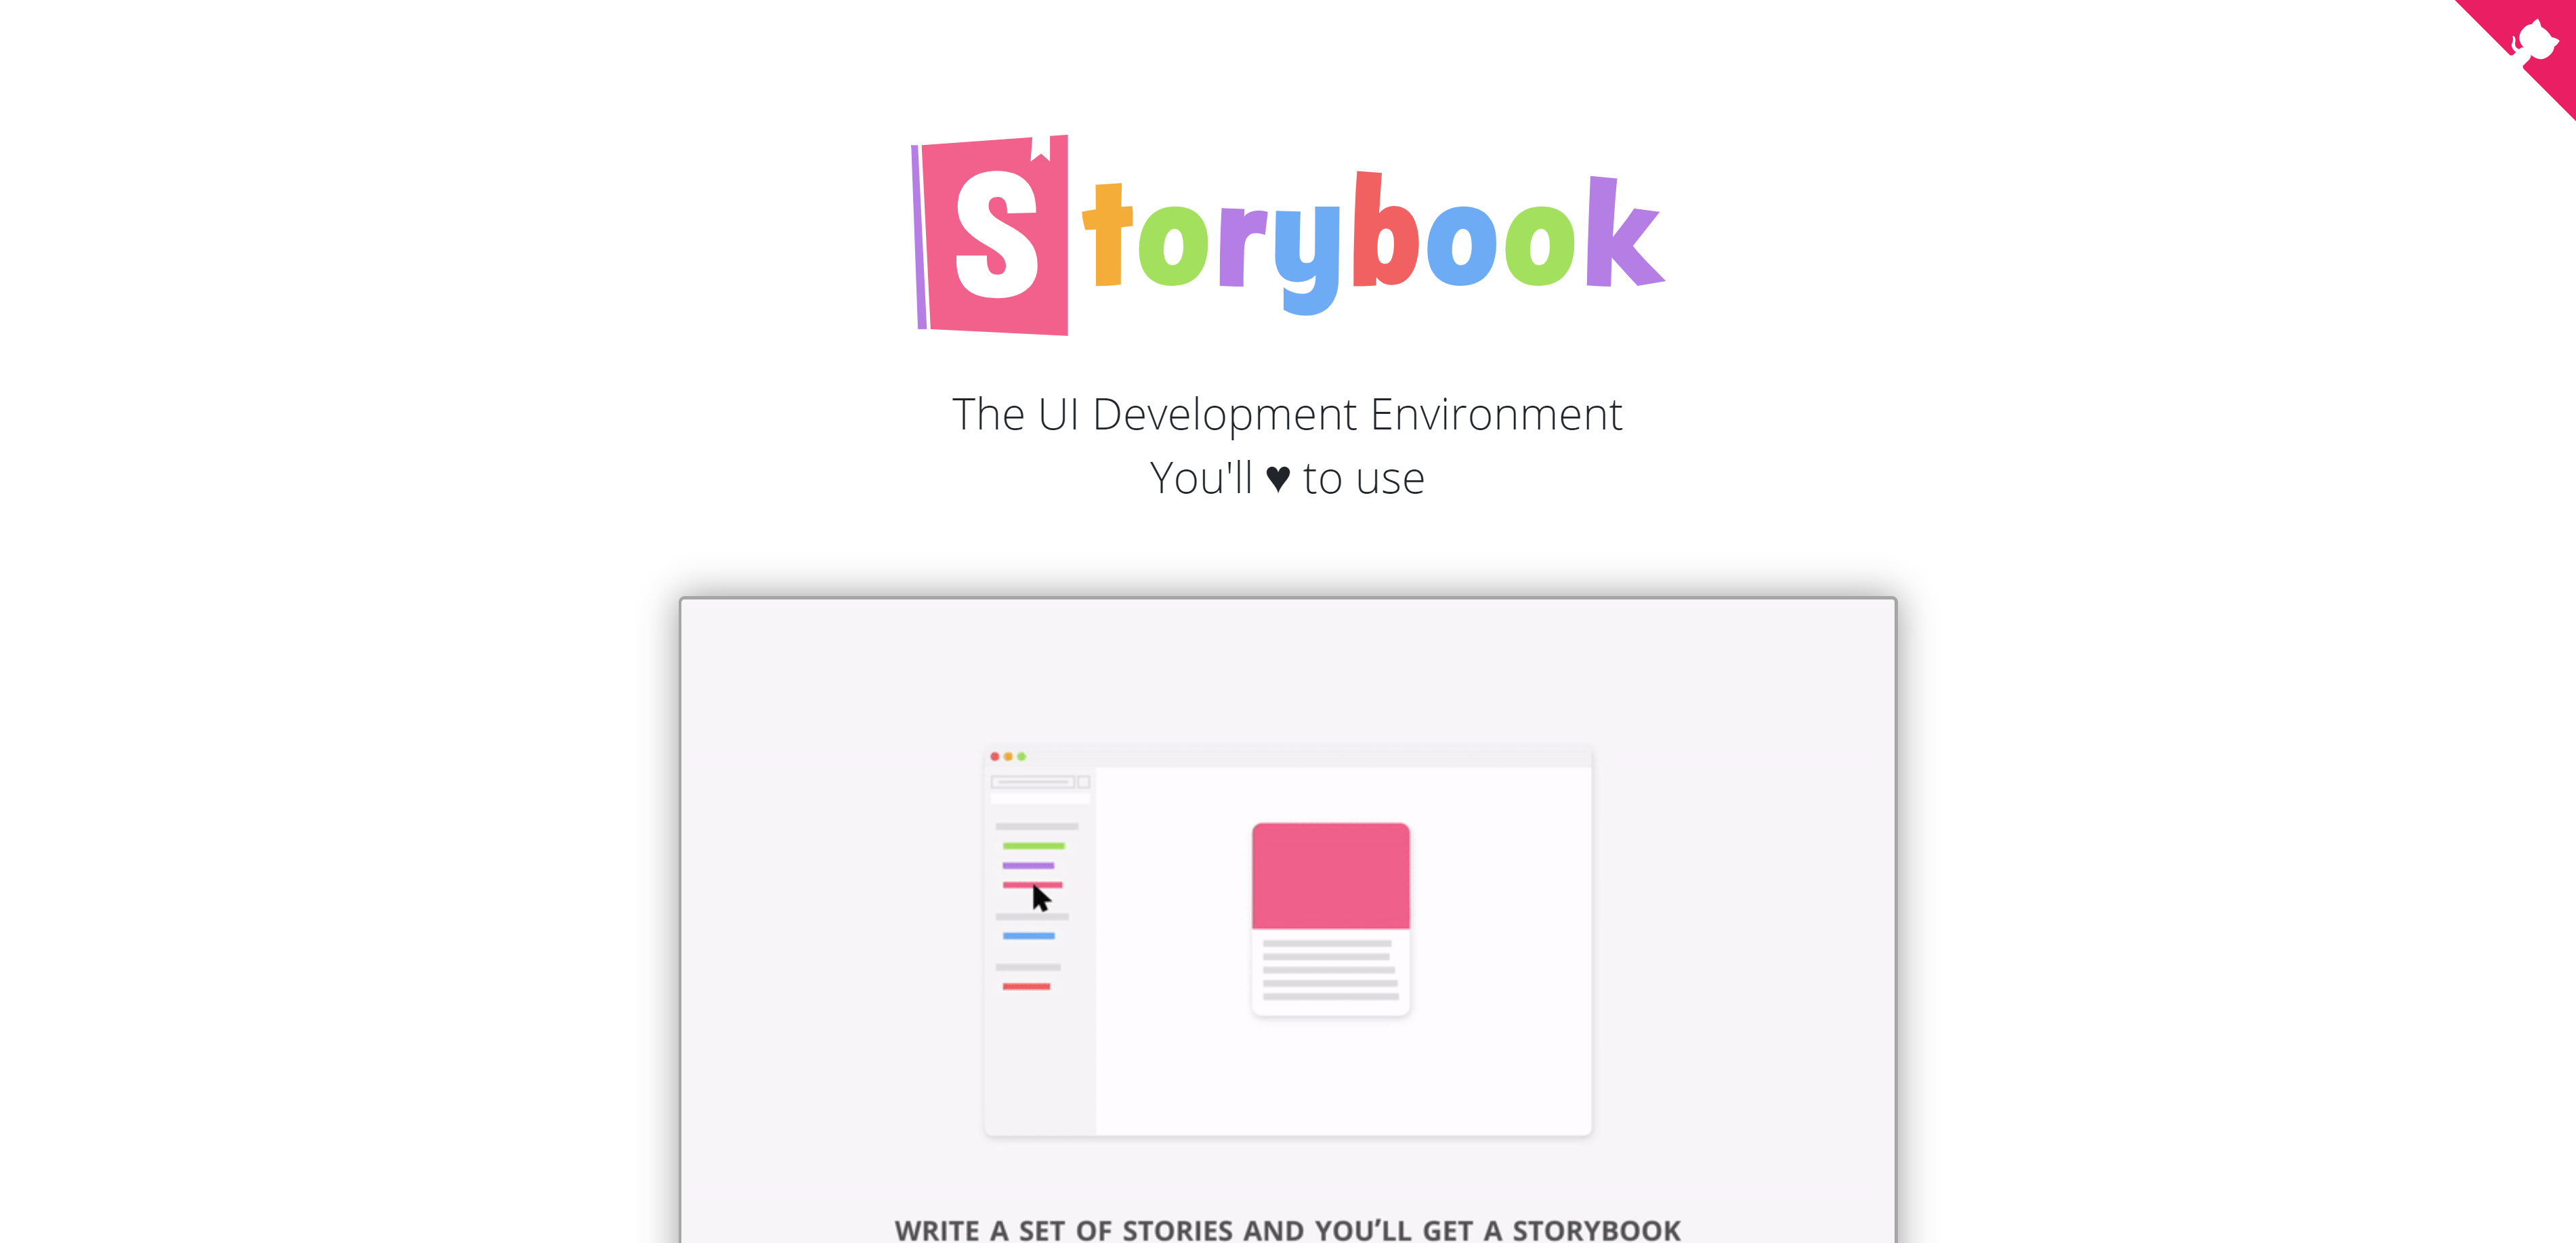 Storybook
The UI Development Environment
You'll ♥ to use
WRITE A SET OF STORIES AND YOU’LL GET A STORYBOOK